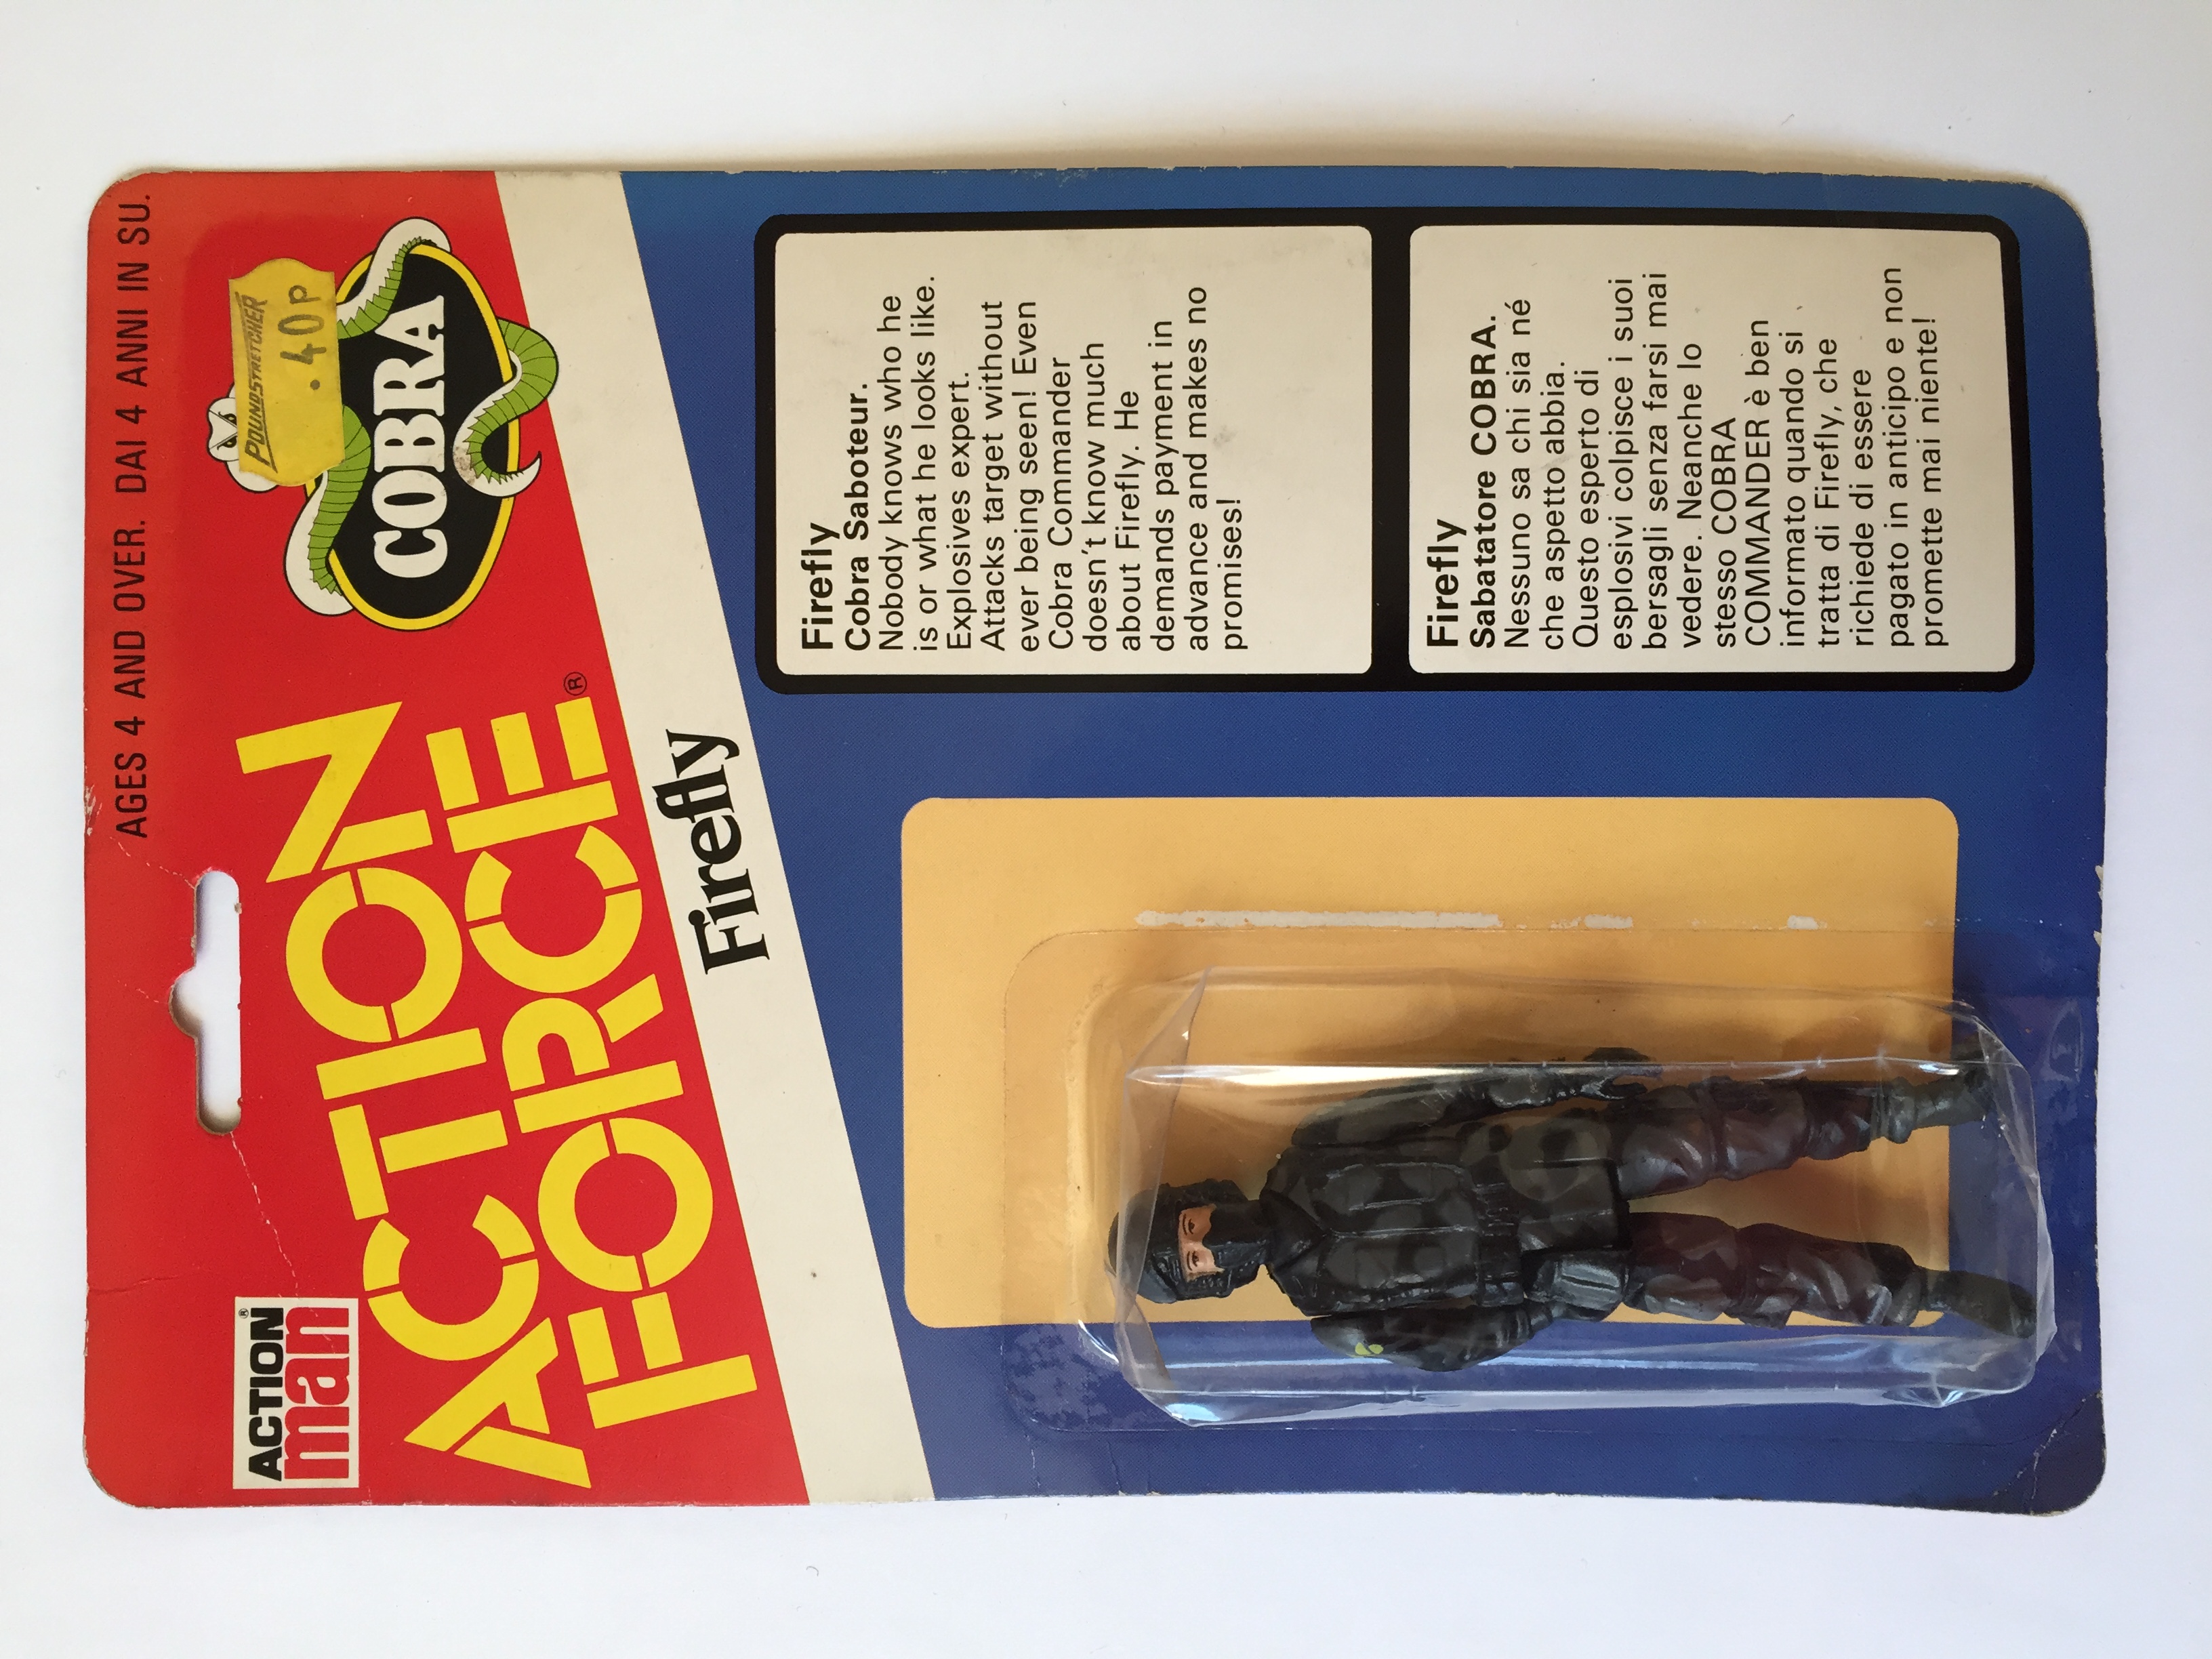 AGES 4 AND OVER. DAI 4 ANNI IN SU.
ACTION®
man
ACTION
FORCE®
POUNDSTRETCHER
.40p
COBRA
Firefly
Firefly
Cobra Saboteur.
Nobody knows who he
is or what he looks like.
Explosives expert.
Attacks target without
ever being seen! Even
Cobra Commander
doesn't know much
about Firefly. He
demands payment in
advance and makes no
promises!
Firefly
Sabatatore COBRA.
Nessuno sa chi sia né
che aspetto abbia.
Questo esperto di
esplosivi colpisce i suoi
bersagli senza farsi mai
vedere. Neanche lo
stesso COBRA
COMMANDER è ben
informato quando si
tratta di Firefly, che
richiede di essere
pagato in anticipo e non
promette mai niente!